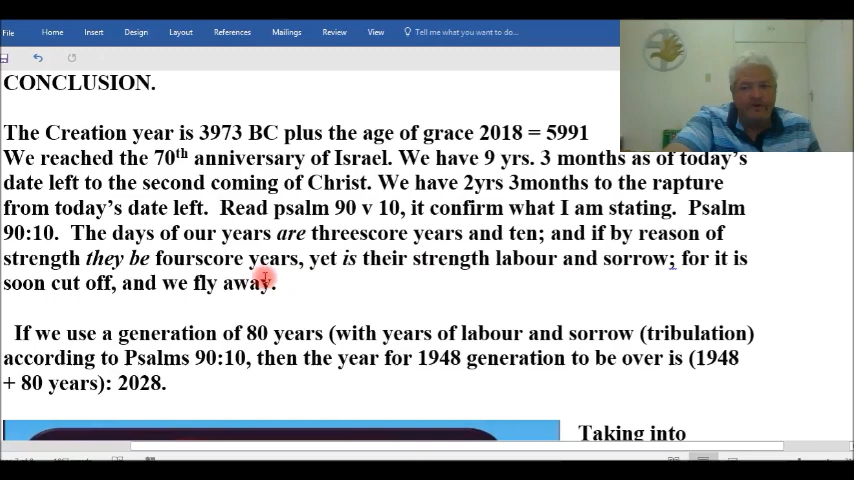 File Home Insert Design Layout References Mailings Review View Tell me what you want to do...
CONCLUSION.
The Creation year is 3973 BC plus the age of grace 2018 = 5991
We reached the 70th anniversary of Israel. We have 9 yrs. 3 months as of today's
date left to the second coming of Christ. We have 2yrs 3months to the rapture
from today's date left. Read psalm 90 v 10, it confirm what I am stating. Psalm
90:10. The days of our years are threescore years and ten; and if by reason of
strength they be fourscore years, yet is their strength labour and sorrow; for it is
soon cut off, and we fly away.
If we use a generation of 80 years (with years of labour and sorrow (tribulation)
according to Psalms 90:10, then the year for 1948 generation to be over is (1948
+ 80 years): 2028.
Taking into